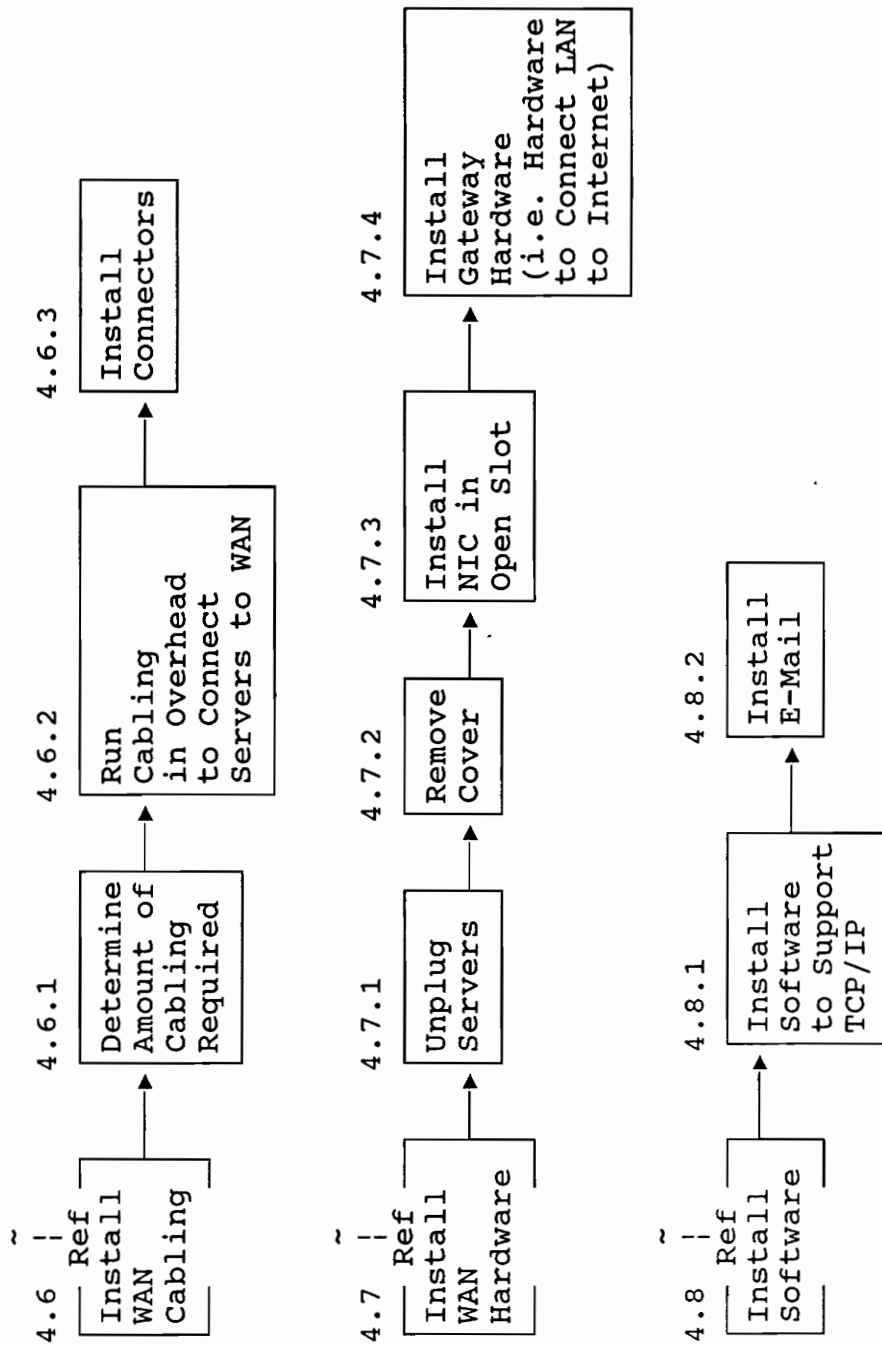 4.6 Ref
Install
WAN
Cabling
4.6.1
Determine
Amount of
Cabling
Required
4.6.2
Run
Cabling
in Overhead
to Connect
Servers to WAN
4.6.3
Install
Connectors
4.7 Ref
Install
WAN
Hardware
4.7.1
Unplug
Servers
4.7.2
Remove
Cover
4.7.3
Install
NIC in
Open Slot
4.7.4
Install
Gateway
Hardware
(i.e. Hardware
to Connect LAN
to Internet)
4.8 Ref
Install
Software
4.8.1
Install
Software
to Support
TCP/IP
4.8.2
Install
E-Mail